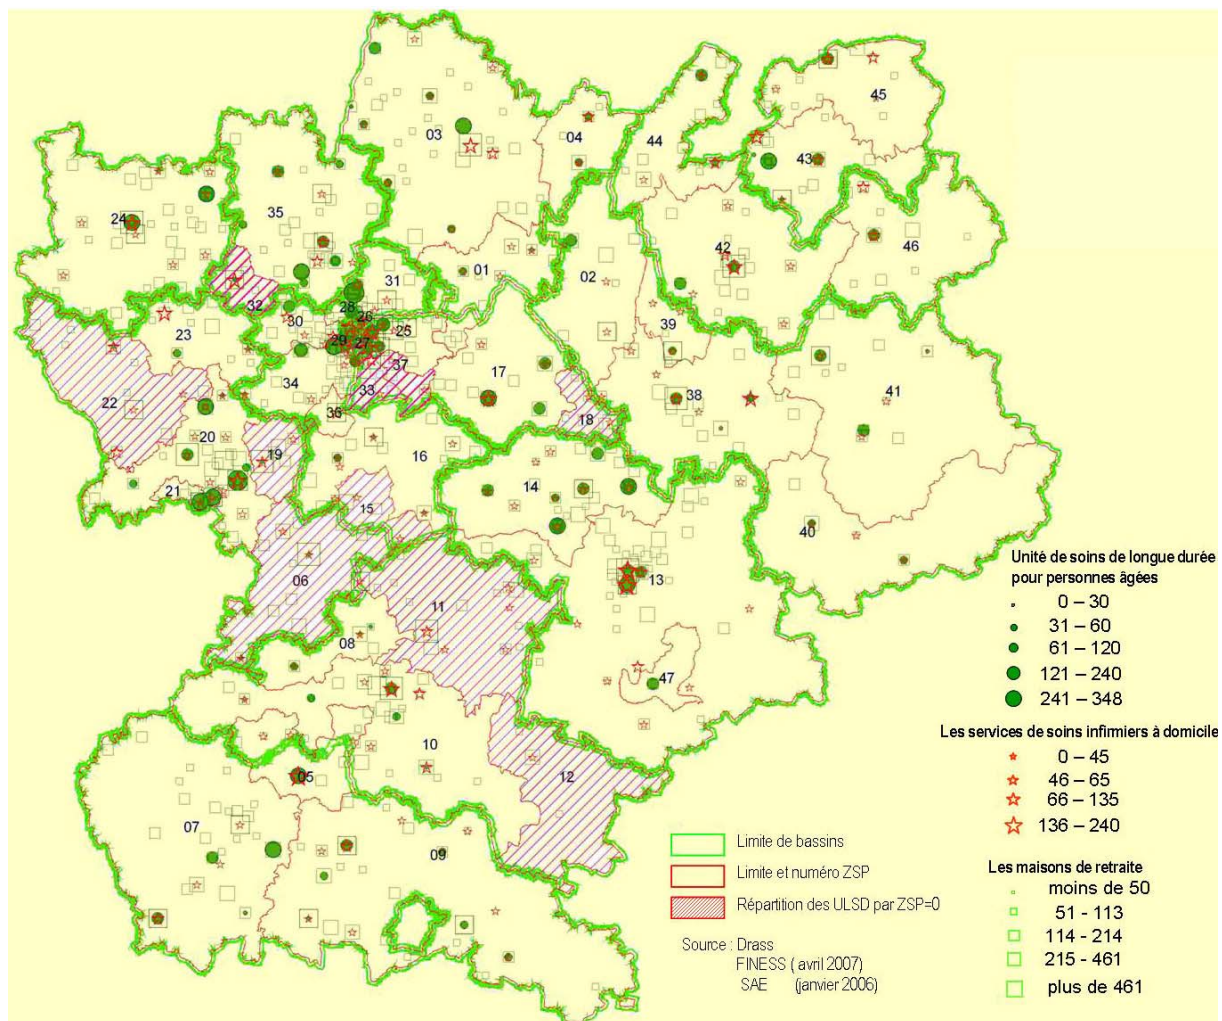 45
03
04
44
43
24
35
42
46
01
02
31
32
28
23
30
26
25
39
29
27
37
17
34
33
38
41
22
36
18
20
16
19
14
21
15
40
06
13
11
08
47
10
05
12
07
09
Unité de soins de longue durée
pour personnes âgées
0 – 30
31 – 60
61 – 120
121 – 240
241 – 348
Les services de soins infirmiers à domicile
0 – 45
46 – 65
66 – 135
136 – 240
Les maisons de retraite
moins de 50
51 - 113
114 - 214
215 - 461
plus de 461
Limite de bassins
Limite et numéro ZSP
Répartition des ULSD par ZSP=0
Source : Drass
FINESS ( avril 2007)
SAE (janvier 2006)